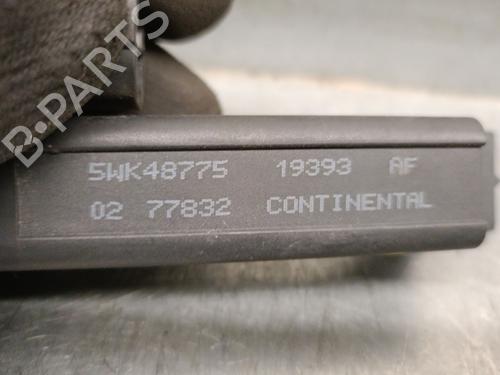 B-PARTS
5WK48775 19393 AF
02 77832 CONTINENTAL